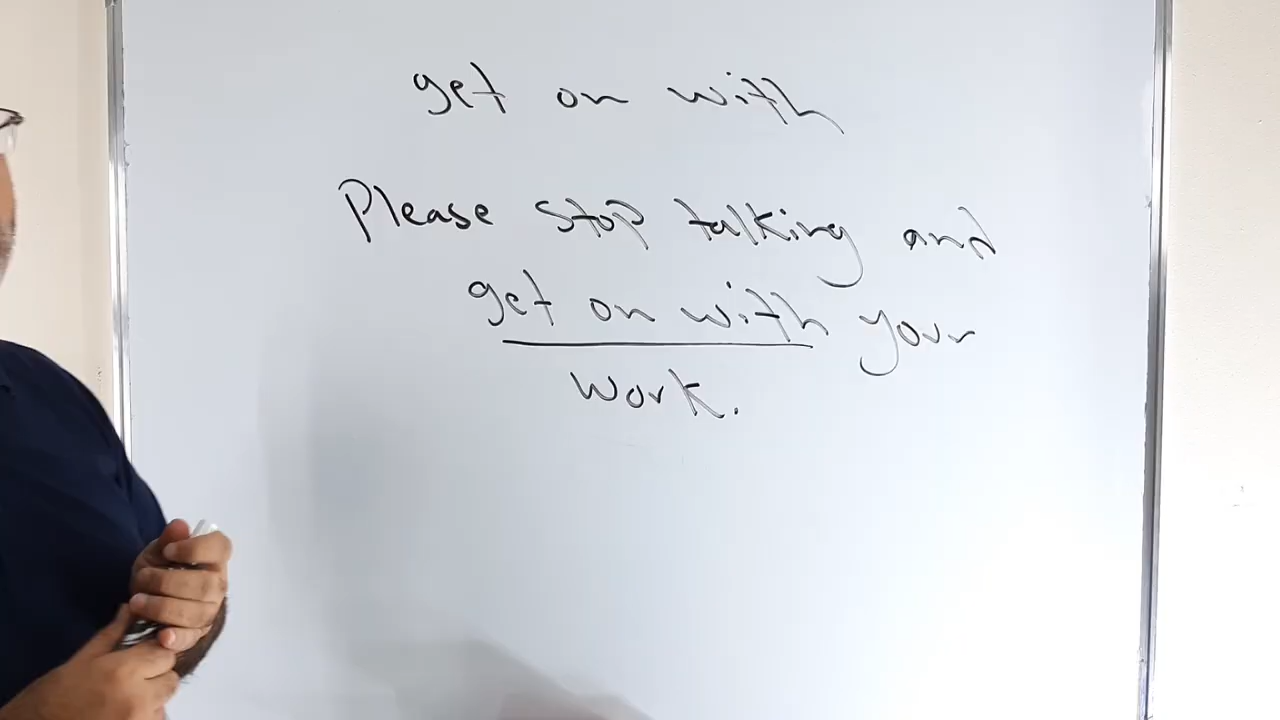 get on with
Please stop talking and
get on with your
work.